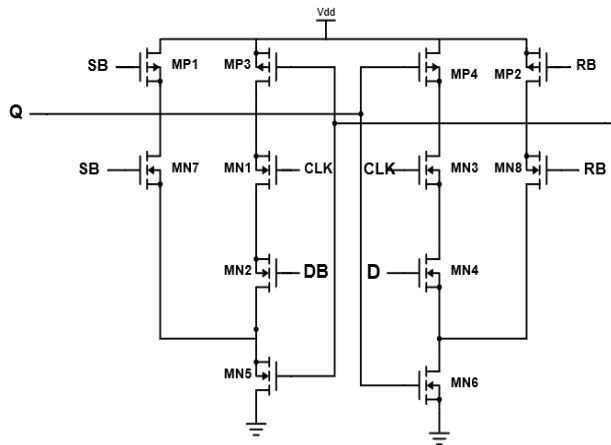 Vdd
SB MP1 MP3 MP4 MP2 RB
Q
SB MN7 MN1 CLK CLK MN3 MN8 RB
MN2 DB D MN4
MN5 MN6